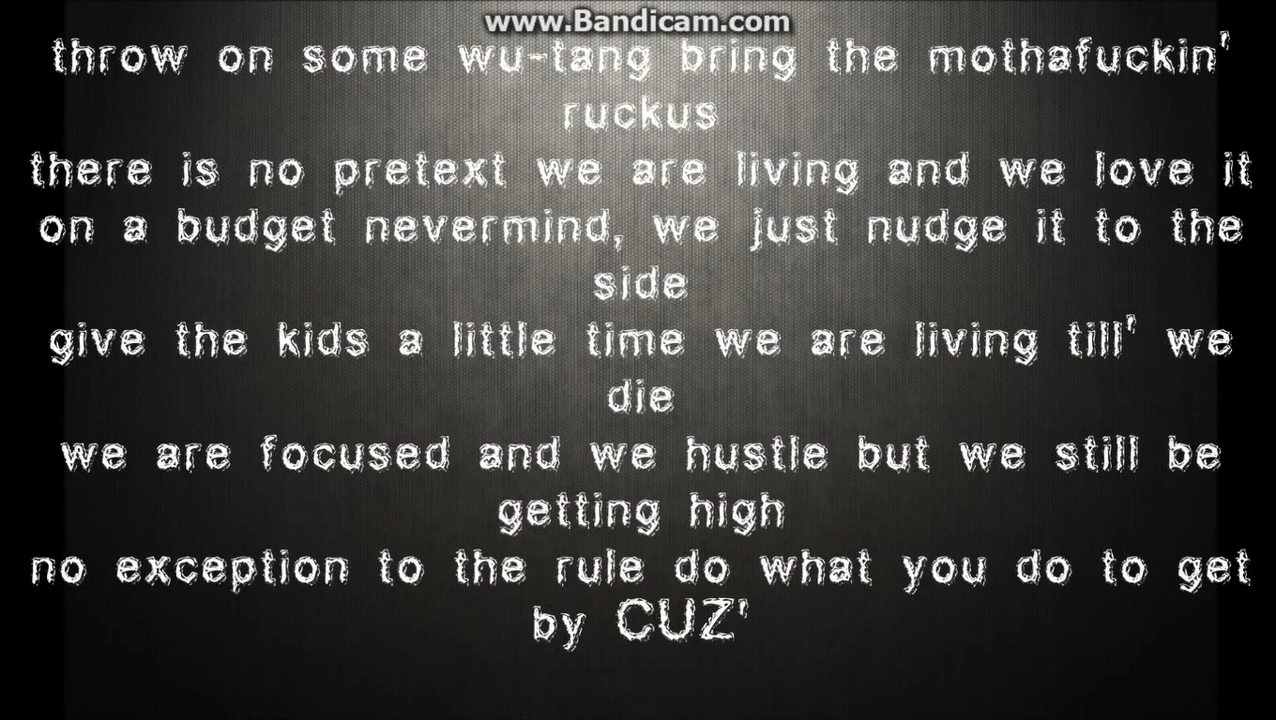 www.Bandicam.com
throw on some wu-tang bring the mothafuckin'
ruckus
there is no pretext we are living and we love it
on a budget nevermind, we just nudge it to the
side
give the kids a little time we are living till' we
die
we are focused and we hustle but we still be
getting high
no exception to the rule do what you do to get
by CUZ'